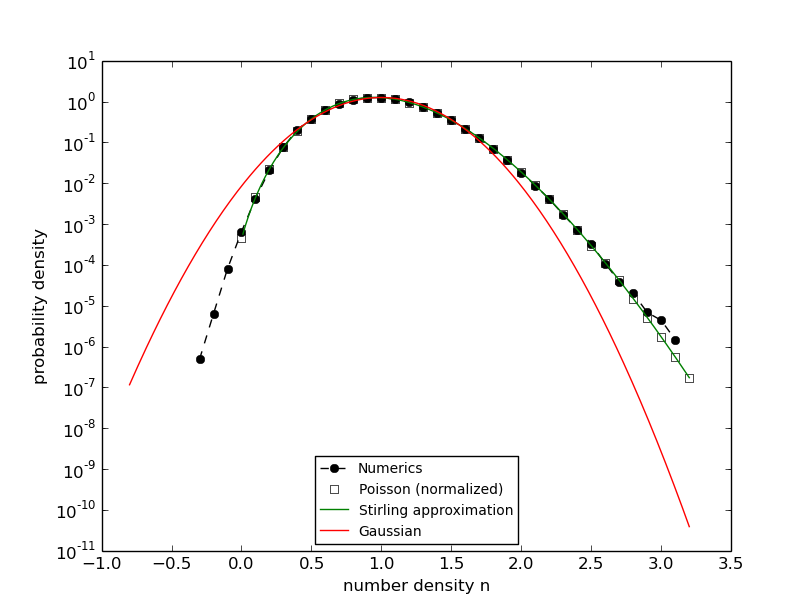 10^1
10^0
10^-1
10^-2
10^-3
10^-4
10^-5
10^-6
10^-7
10^-8
10^-9
10^-10
10^-11
probability density
Numerics
Poisson (normalized)
Stirling approximation
Gaussian
−1.0 −0.5 0.0 0.5 1.0 1.5 2.0 2.5 3.0 3.5
number density n